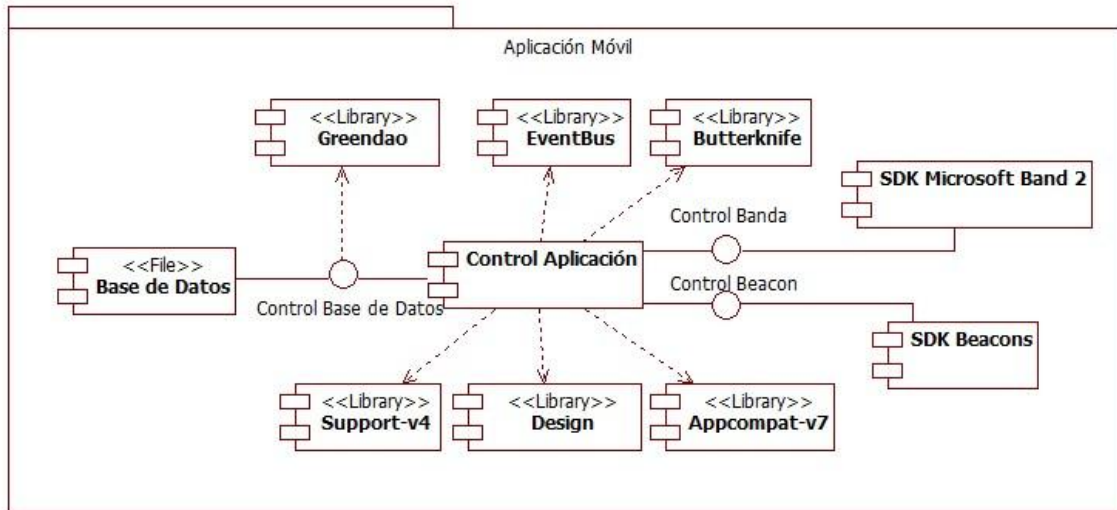 Aplicación Móvil
<<Library>>
Greendao
<<Library>>
EventBus
<<Library>>
Butterknife
SDK Microsoft Band 2
Control Banda
<<File>>
Base de Datos
Control Aplicación
Control Beacon
Control Base de Datos
SDK Beacons
<<Library>>
Support-v4
<<Library>>
Design
<<Library>>
Appcompat-v7